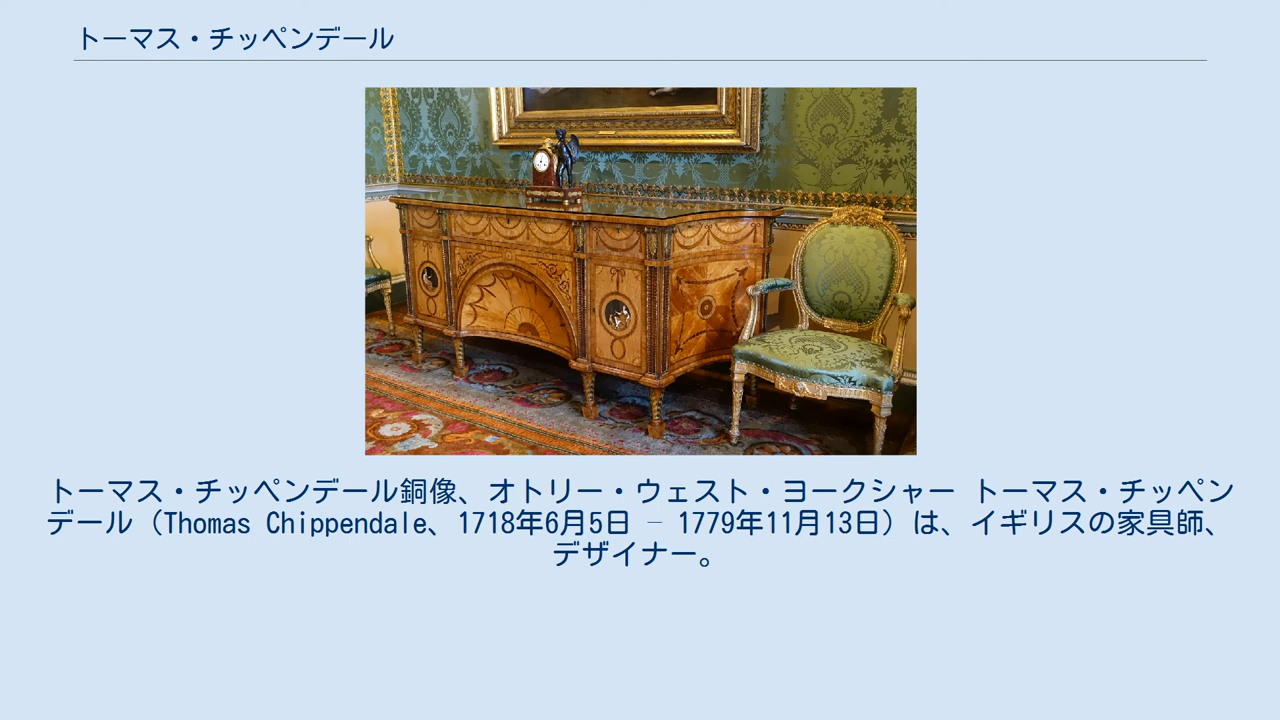 トーマス・チッペンデール
トーマス・チッペンデール銅像、オトリー・ウェスト・ヨークシャー トーマス・チッペン
デール（Thomas Chippendale、1718年6月5日 – 1779年11月13日）は、イギリスの家具師、
デザイナー。